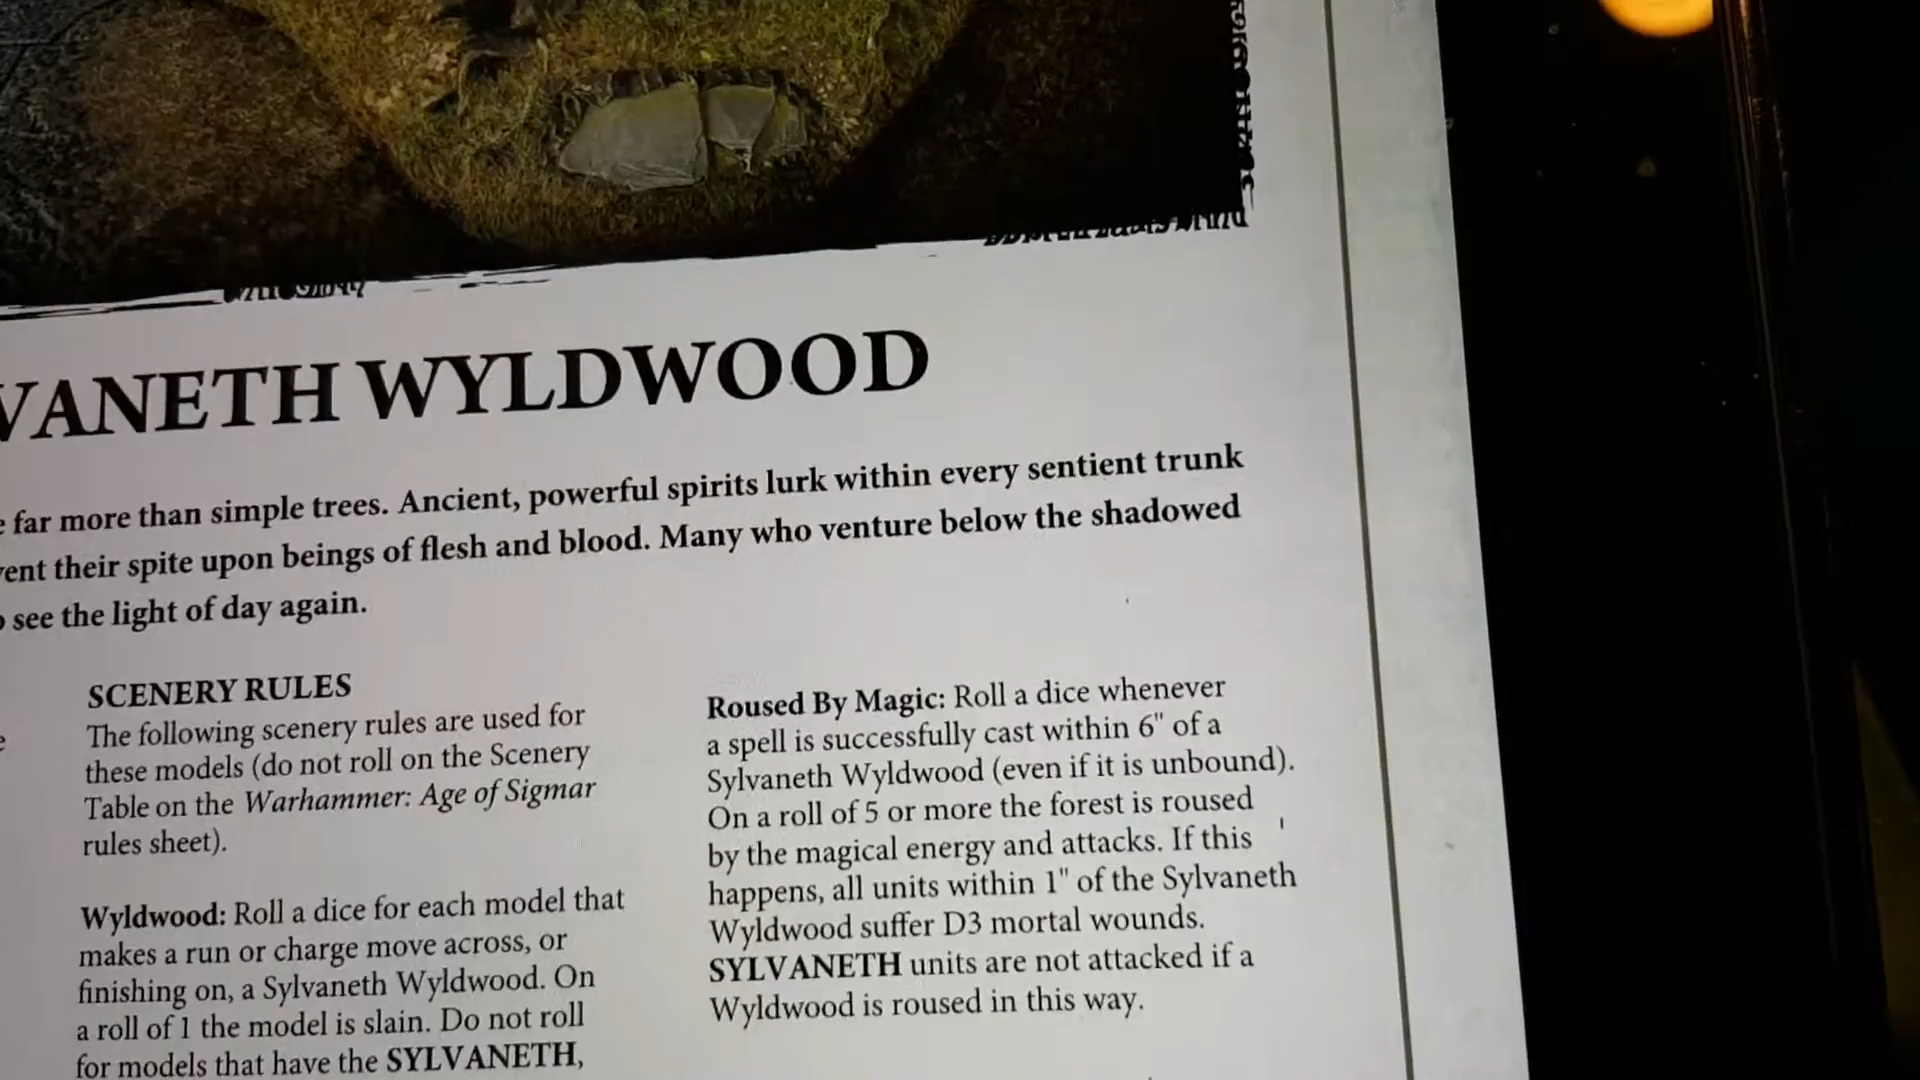 VANETH WYLDWOOD
far more than simple trees. Ancient, powerful spirits lurk within every sentient trunk
vent their spite upon beings of flesh and blood. Many who venture below the shadowed
see the light of day again.
SCENERY RULES
The following scenery rules are used for
these models (do not roll on the Scenery
Table on the Warhammer: Age of Sigmar
rules sheet).
Wyldwood: Roll a dice for each model that
makes a run or charge move across, or
finishing on, a Sylvaneth Wyldwood. On
a roll of 1 the model is slain. Do not roll
for models that have the SYLVANETH,
Roused By Magic: Roll a dice whenever
a spell is successfully cast within 6" of a
Sylvaneth Wyldwood (even if it is unbound).
On a roll of 5 or more the forest is roused
by the magical energy and attacks. If this
happens, all units within 1" of the Sylvaneth
Wyldwood suffer D3 mortal wounds.
SYLVANETH units are not attacked if a
Wyldwood is roused in this way.